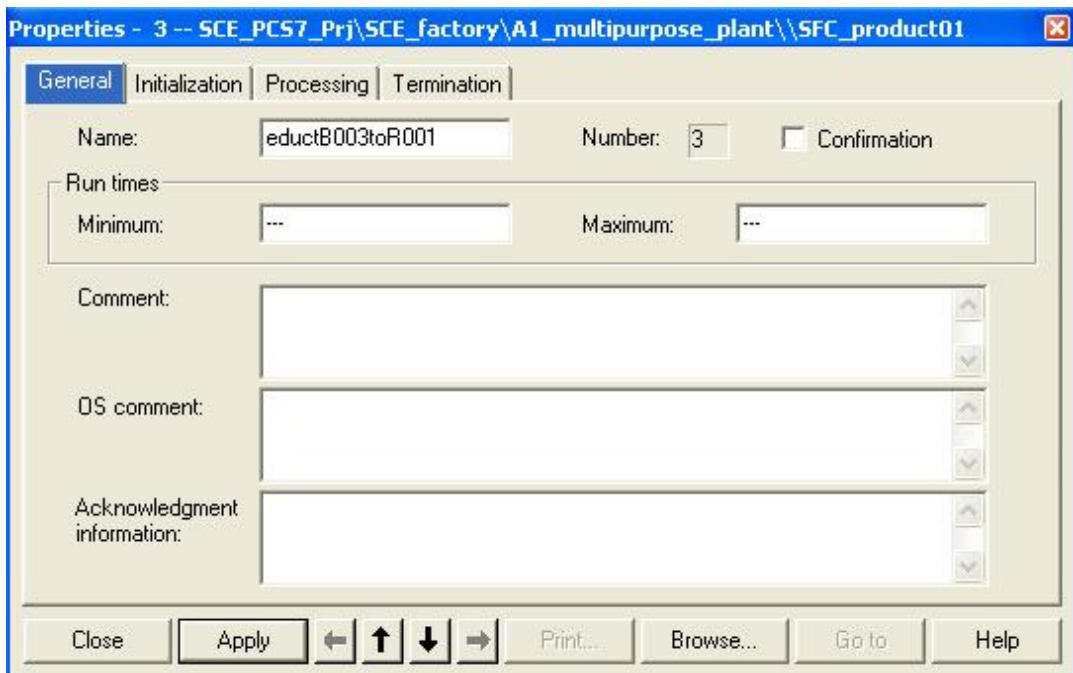 Properties - 3 -- SCE_PCS7_Prj\SCE_factory\A1_multipurpose_plant\\SFC_product01
General Initialization Processing Termination
Name: eductB003toR001 Number: 3 Confirmation
Run times
Minimum: --- Maximum: ---
Comment:
OS comment:
Acknowledgment
information:
Close Apply Print... Browse... Go to Help